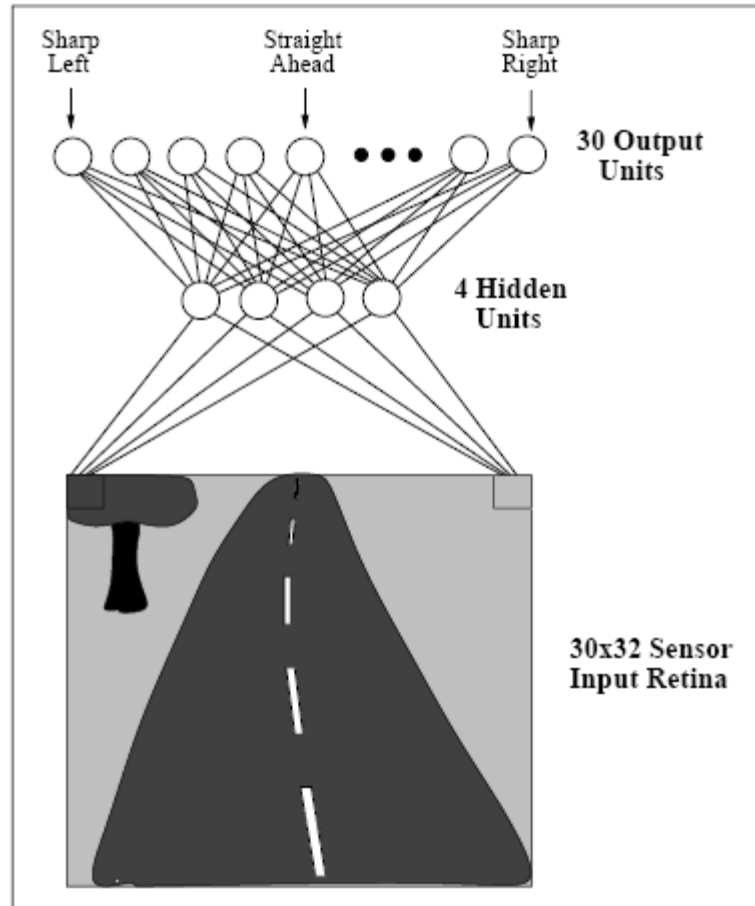 Sharp Left
Straight Ahead
Sharp Right
30 Output
Units
4 Hidden
Units
30x32 Sensor
Input Retina